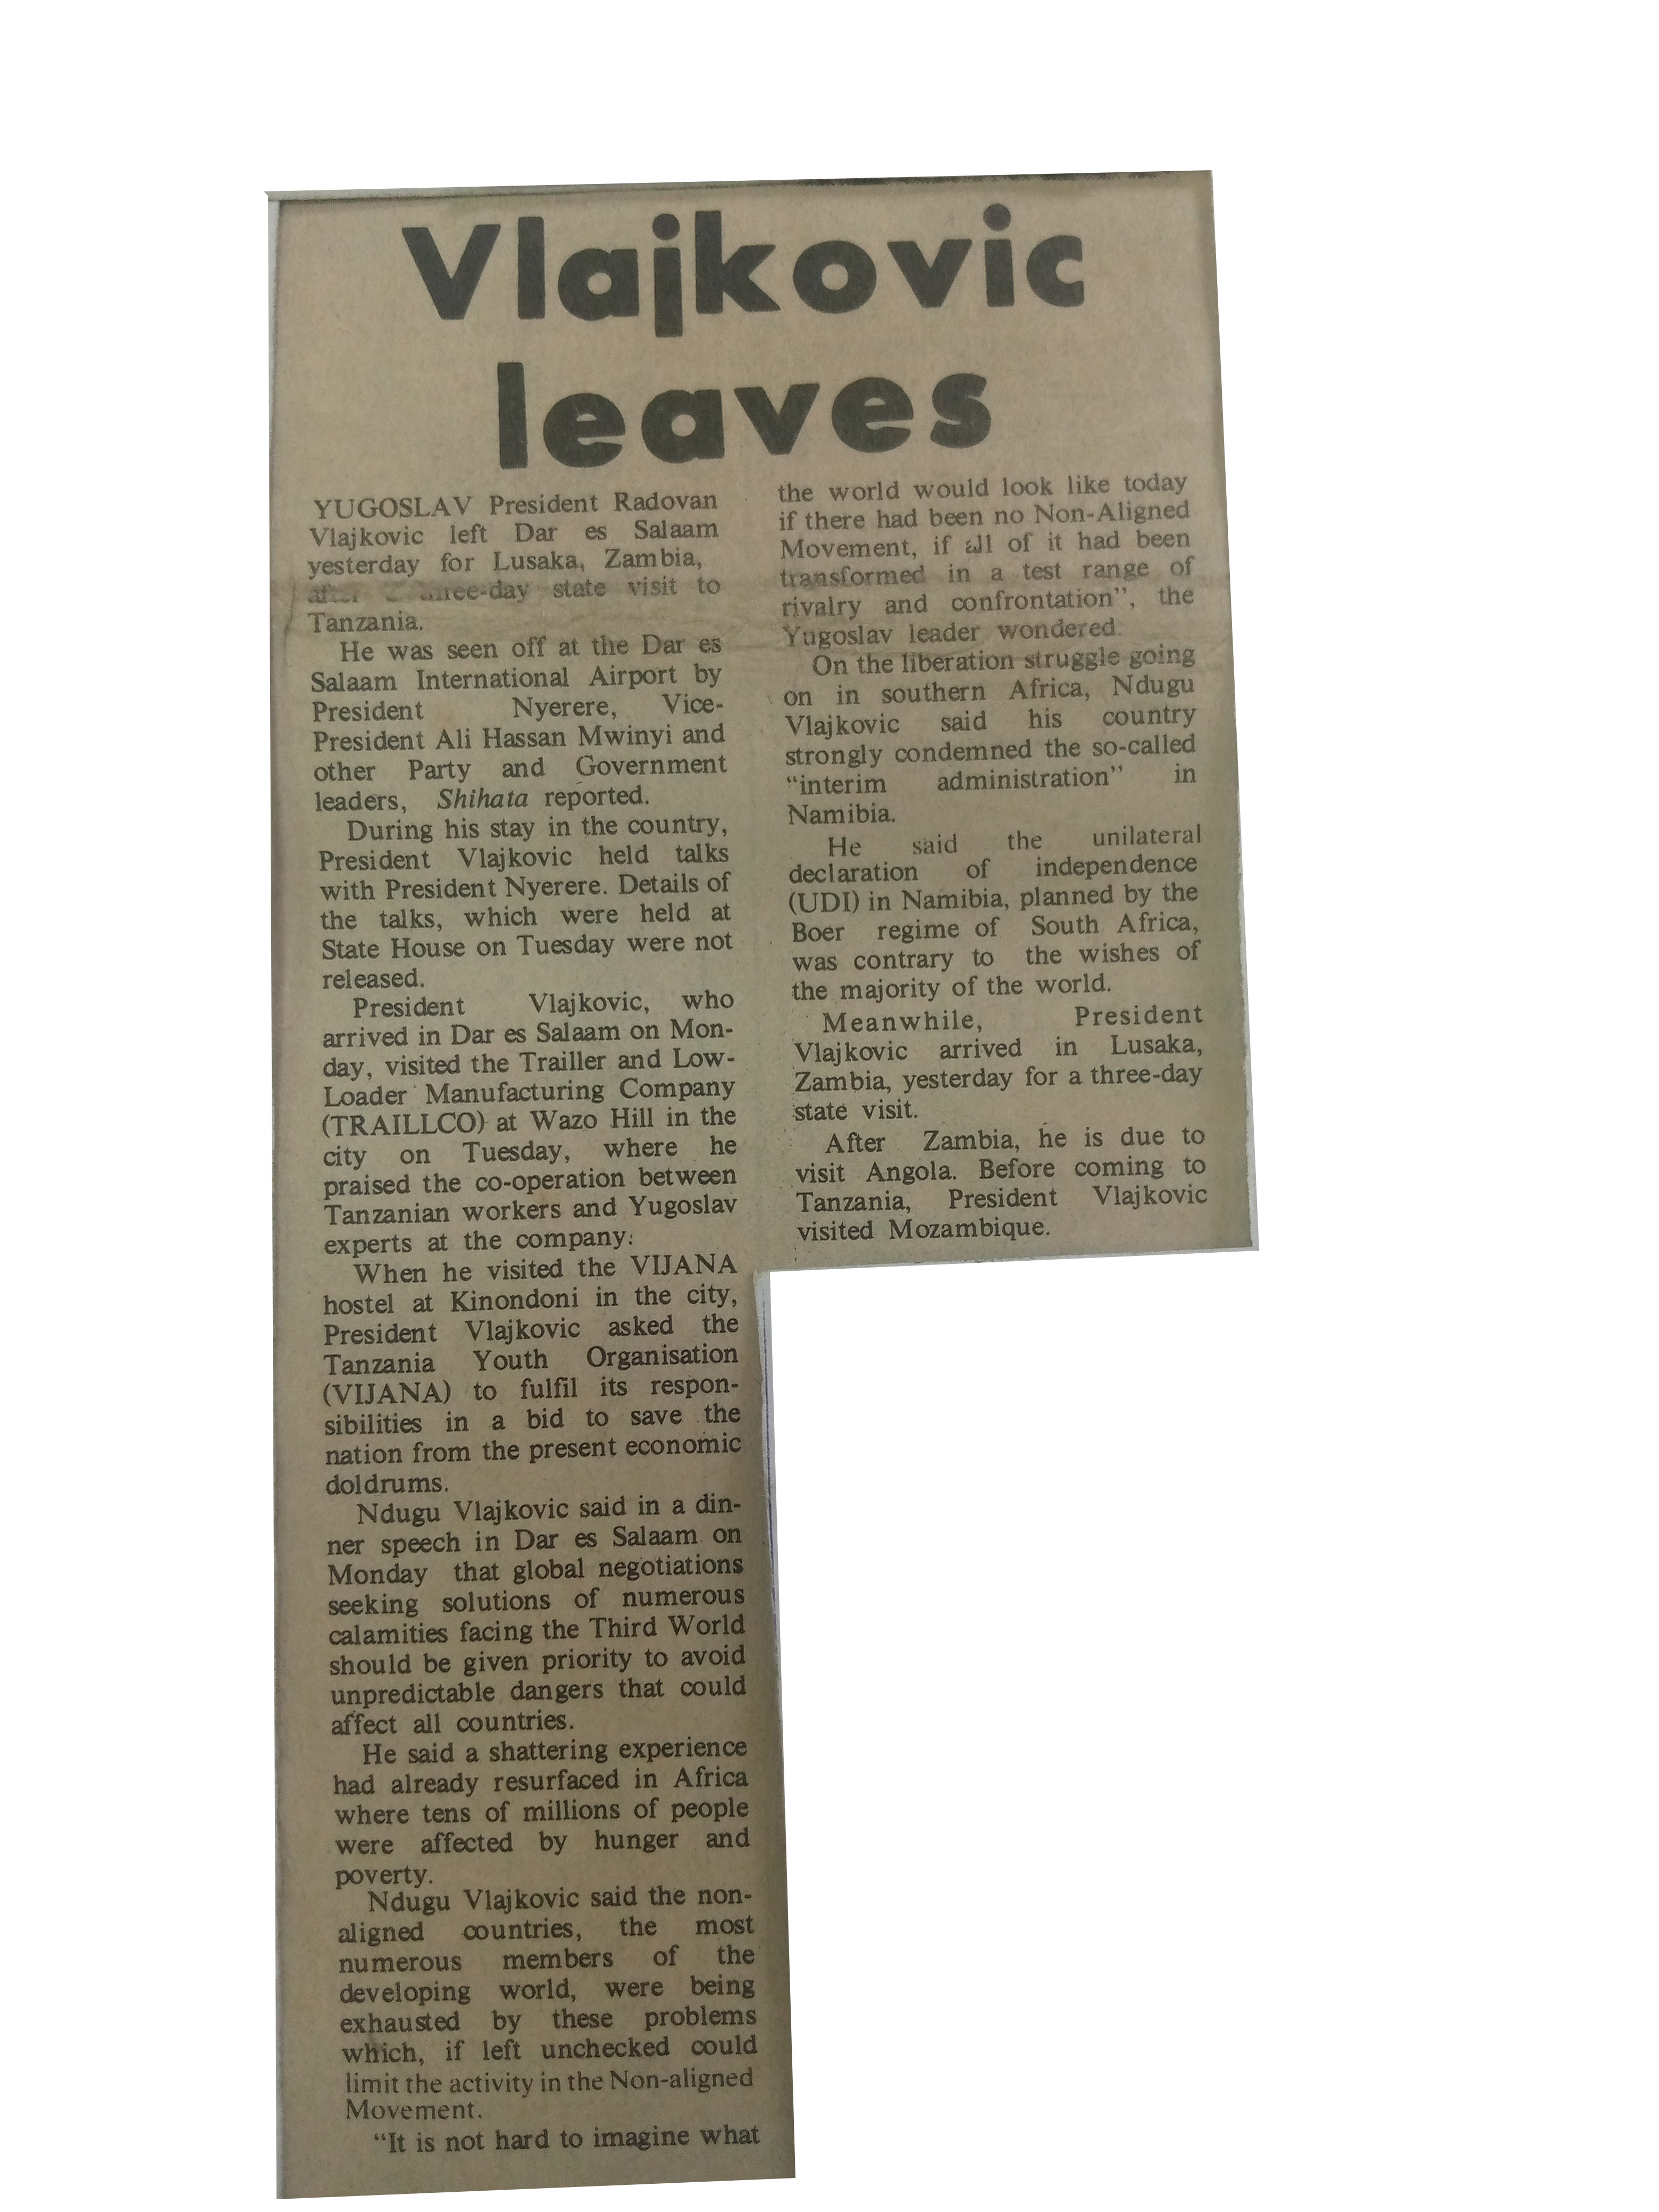 Vlajkovic
leaves
YUGOSLAV President Radovan
Vlajkovic left Dar es Salaam
yesterday for Lusaka, Zambia,
after three-day state visit to
Tanzania.
He was seen off at the Dar es
Salaam International Airport by
President Nyerere, Vice-
President Ali Hassan Mwinyi and
other Party and Government
leaders, Shihata reported.
During his stay in the country,
President Vlajkovic held talks
with President Nyerere. Details of
the talks, which were held at
State House on Tuesday were not
released.
President Vlajkovic, who
arrived in Dar es Salaam on Mon-
day, visited the Trailler and Low-
Loader Manufacturing Company
(TRAILLCO) at Wazo Hill in the
city on Tuesday, where he
praised the co-operation between
Tanzanian workers and Yugoslav
experts at the company.
When he visited the VIJANA
hostel at Kinondoni in the city,
President Vlajkovic asked the
Tanzania Youth Organisation
(VIJANA) to fulfil its respon-
sibilities in a bid to save the
nation from the present economic
doldrums.
Ndugu Vlajkovic said in a din-
ner speech in Dar es Salaam on
Monday that global negotiations
seeking solutions of numerous
calamities facing the Third World
should be given priority to avoid
unpredictable dangers that could
affect all countries.
He said a shattering experience
had already resurfaced in Africa
where tens of millions of people
were affected by hunger and
poverty.
Ndugu Vlajkovic said the non-
aligned countries, the most
numerous members of the
developing world, were being
exhausted by these problems
which, if left unchecked could
limit the activity in the Non-aligned
Movement.
“It is not hard to imagine what
the world would look like today
if there had been no Non-Aligned
Movement, if all of it had been
transformed in a test range of
rivalry and confrontation”, the
Yugoslav leader wondered.
On the liberation struggle going
on in southern Africa, Ndugu
Vlajkovic said his country
strongly condemned the so-called
“interim administration” in
Namibia.
He said the unilateral
declaration of independence
(UDI) in Namibia, planned by the
Boer regime of South Africa,
was contrary to the wishes of
the majority of the world.
Meanwhile, President
Vlajkovic arrived in Lusaka,
Zambia, yesterday for a three-day
state visit.
After Zambia, he is due to
visit Angola. Before coming to
Tanzania, President Vlajkovic
visited Mozambique.